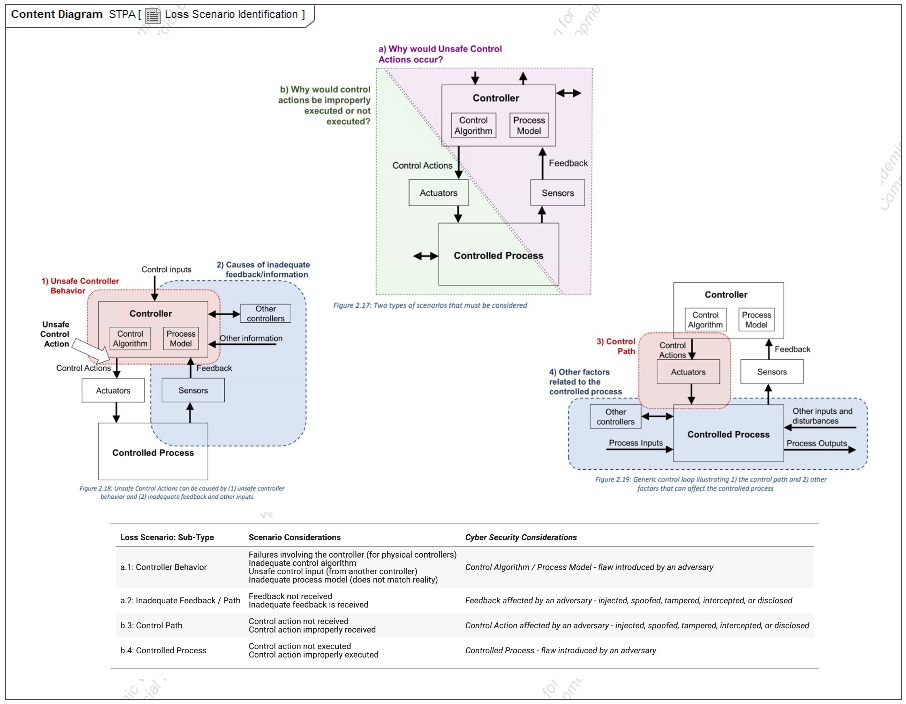 Content Diagram STPA [ Loss Scenario Identification ]
a) Why would Unsafe Control
Actions occur?
b) Why would control
actions be improperly
executed or not
executed?
Controller
Control
Algorithm
Process
Model
Control Actions
Feedback
Actuators
Sensors
Controlled Process
Figure 2.17: Two types of scenarios that must be considered
2) Causes of inadequate
feedback/information
Control inputs
1) Unsafe Controller
Behavior
Controller
Other
controllers
Unsafe
Control
Action
Control
Algorithm
Process
Model
Other information
Control Actions
Feedback
Actuators
Sensors
Controlled Process
Figure 2.18: Unsafe Control Actions can be caused by (1) unsafe controller
behavior and (2) inadequate feedback and other inputs
Controller
Control
Algorithm
Process
Model
3) Control
Path
Control
Actions
Feedback
Actuators
Sensors
4) Other factors
related to the
controlled process
Other
controllers
Other inputs and
disturbances
Controlled Process
Process Inputs
Process Outputs
Figure 2.19: Generic control loop illustrating 1) the control path and 2) other
factors that can affect the controlled process
Loss Scenario: Sub-Type Scenario Considerations Cyber Security Considerations
a.1: Controller Behavior
Failures involving the controller (for physical controllers)
Inadequate control algorithm
Unsafe control input (from another controller)
Inadequate process model (does not match reality)
Control Algorithm / Process Model - flaw introduced by an adversary
a.2: Inadequate Feedback / Path
Feedback not received
Inadequate feedback is received
Feedback affected by an adversary - injected, spoofed, tampered, intercepted, or disclosed
b.3: Control Path
Control action not received
Control action improperly received
Control Action affected by an adversary - injected, spoofed, tampered, intercepted, or disclosed
b.4: Controlled Process
Control action not executed
Control action improperly executed
Controlled Process - flaw introduced by an adversary